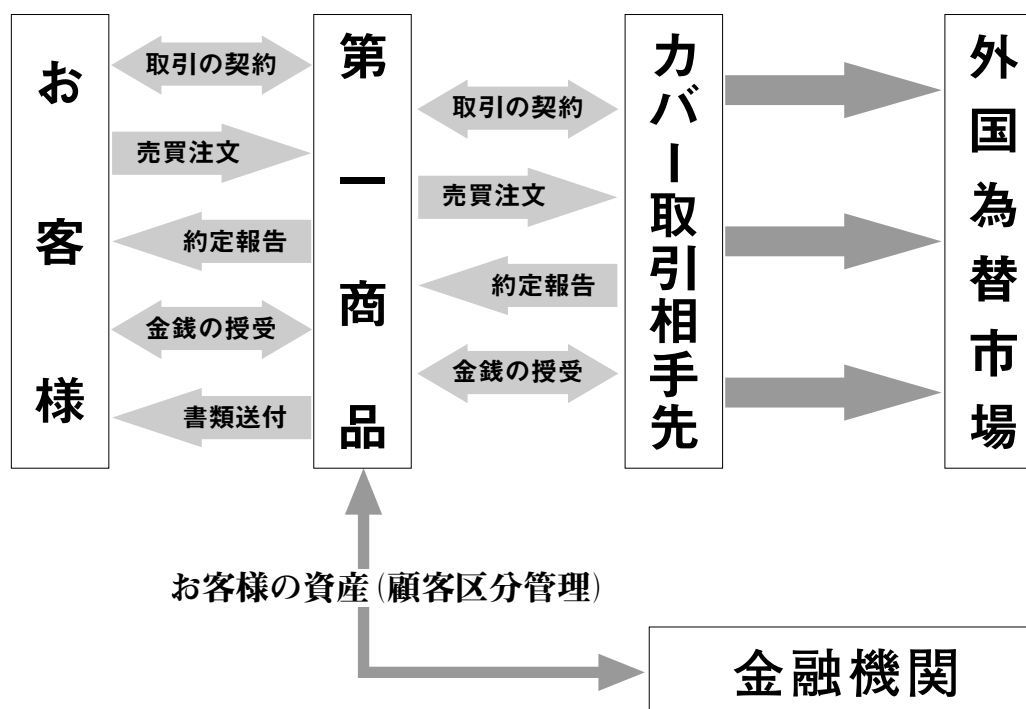 お客様
取引の契約
売買注文
約定報告
金銭の授受
書類送付
第一商品
取引の契約
売買注文
約定報告
金銭の授受
カバー取引相手先
外国為替市場
お客様の資産(顧客区分管理)
金融機関